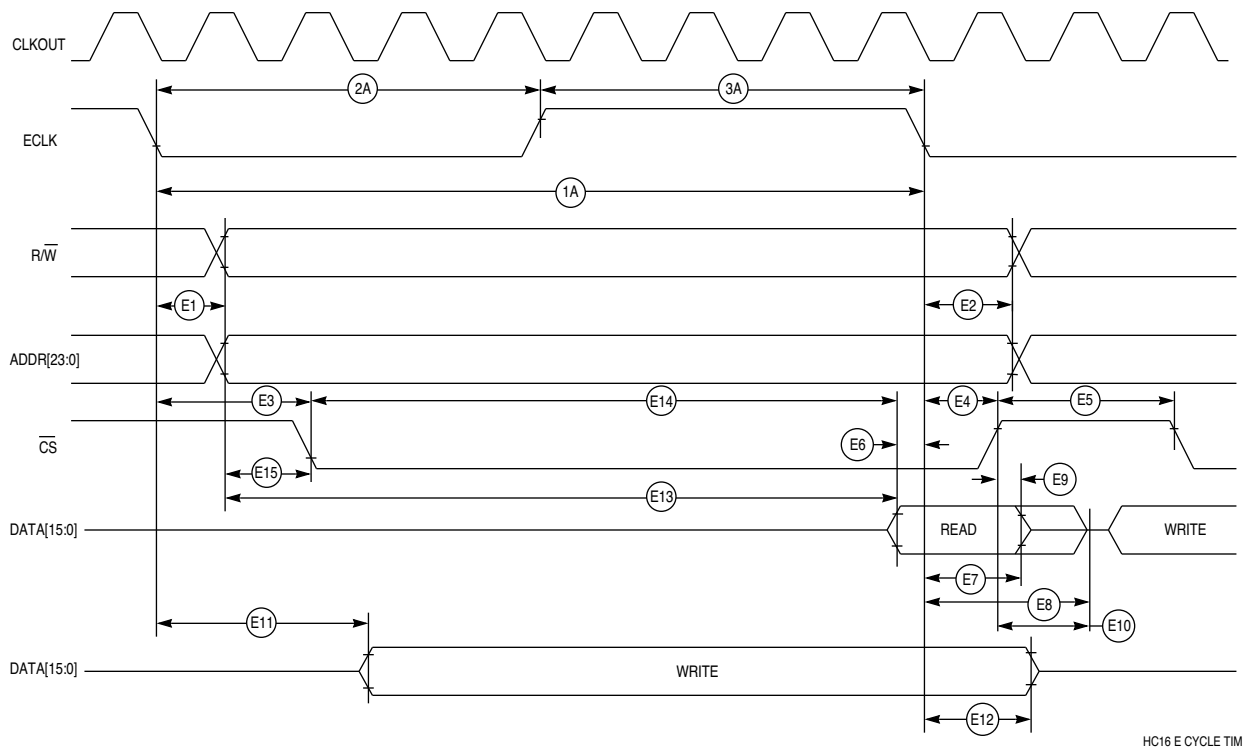 CLKOUT
2A
3A
ECLK
1A
R/W̅
E1
E2
ADDR[23:0]
E3
E14
E4
E5
C̅S̅
E6
E15
E9
E13
DATA[15:0]
READ
WRITE
E7
E8
E11
E10
DATA[15:0]
WRITE
E12
HC16 E CYCLE TIM